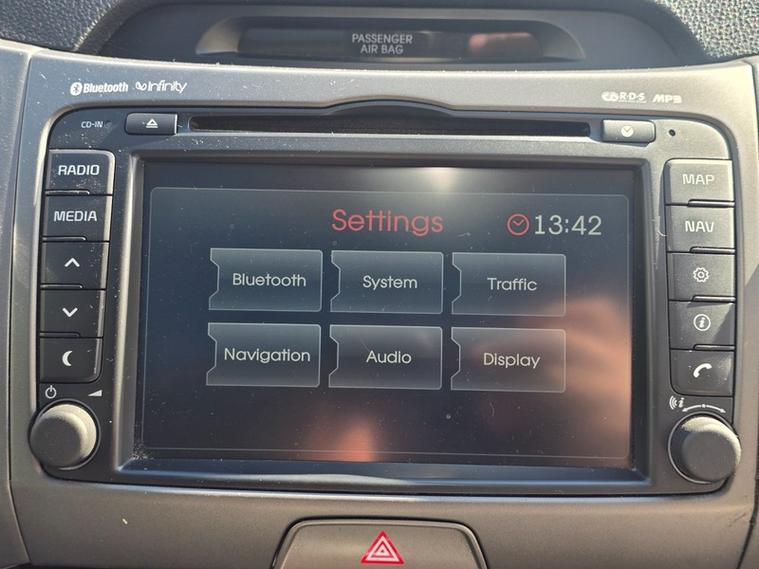 PASSENGER
AIR BAG
Bluetooth Infinity
R·D·S MP3
CD-IN
RADIO
MEDIA
MAP
NAV
Settings
13:42
Bluetooth System Traffic
Navigation Audio Display